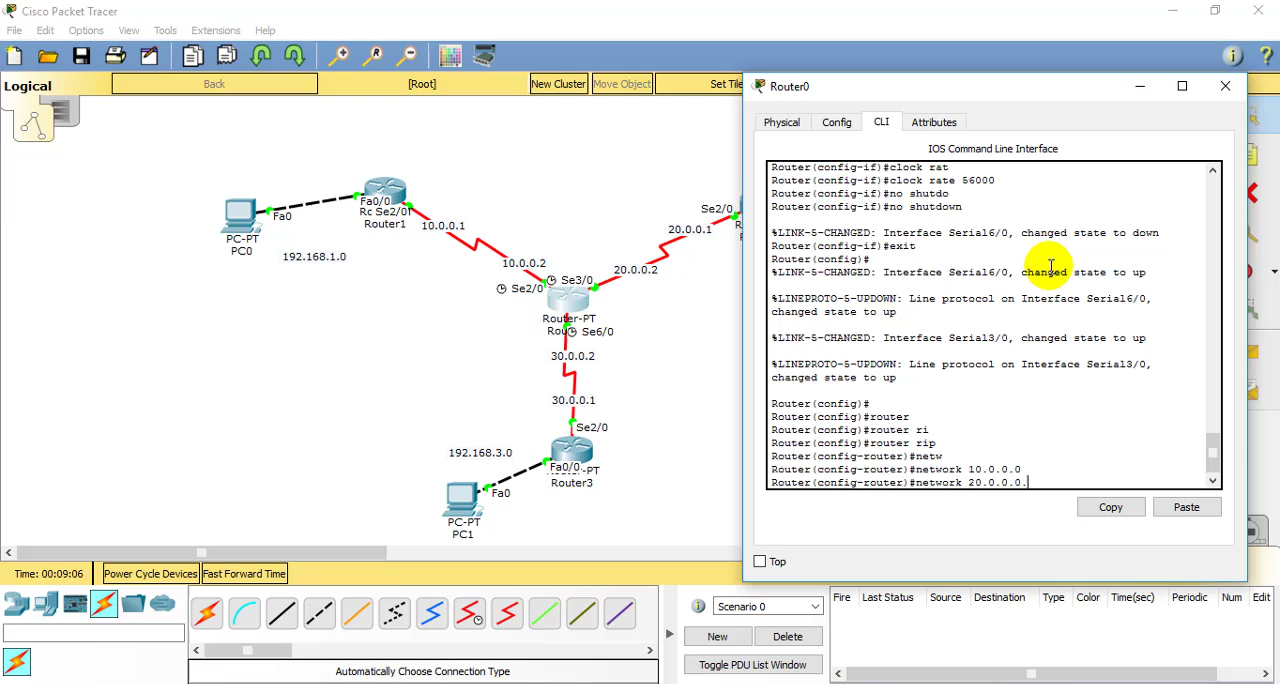 Cisco Packet Tracer
File Edit Options View Tools Extensions Help
Logical
Back
[Root]
New Cluster
Move Object
Set Tile
Fa0/0
Fa0
Rc Se2/0
Router1
PC-PT
PC0
192.168.1.0
10.0.0.1
10.0.0.2
Se2/0
Se3/0
Se2/0
20.0.0.1
20.0.0.2
Router-PT
Se6/0
30.0.0.2
30.0.0.1
Se2/0
192.168.3.0
Fa0/0
Router3
Fa0
PC-PT
PC1
Router0
Physical
Config
CLI
Attributes
IOS Command Line Interface
Router(config-if)#clock rat
Router(config-if)#clock rate 56000
Router(config-if)#no shutdo
Router(config-if)#no shutdown
%LINK-5-CHANGED: Interface Serial6/0, changed state to down
Router(config-if)#exit
Router(config)#
%LINK-5-CHANGED: Interface Serial6/0, changed state to up
%LINEPROTO-5-UPDOWN: Line protocol on Interface Serial6/0,
changed state to up
%LINK-5-CHANGED: Interface Serial3/0, changed state to up
%LINEPROTO-5-UPDOWN: Line protocol on Interface Serial3/0,
changed state to up
Router(config)#
Router(config)#router
Router(config)#router ri
Router(config)#router rip
Router(config-router)#netw
Router(config-router)#network 10.0.0.0
Router(config-router)#network 20.0.0.0.
Copy
Paste
Top
Time: 00:09:06
Power Cycle Devices
Fast Forward Time
Automatically Choose Connection Type
Scenario 0
New
Delete
Toggle PDU List Window
Fire Last Status Source Destination Type Color Time(sec) Periodic Num Edit